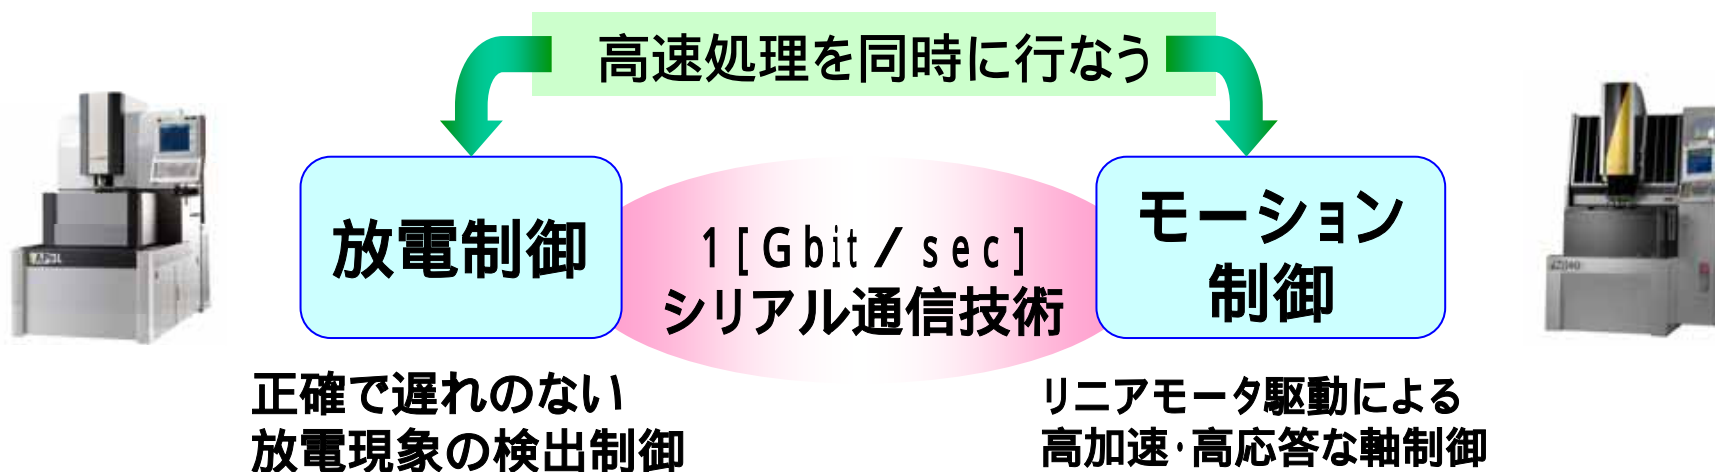 高速処理を同時に行なう
放電制御
1[Gbit/sec]
シリアル通信技術
モーション
制御
正確で遅れのない
放電現象の検出制御
リニアモータ駆動による
高加速・高応答な軸制御